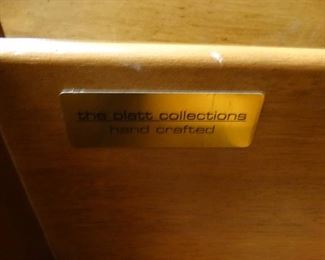 the platt collections
hand crafted